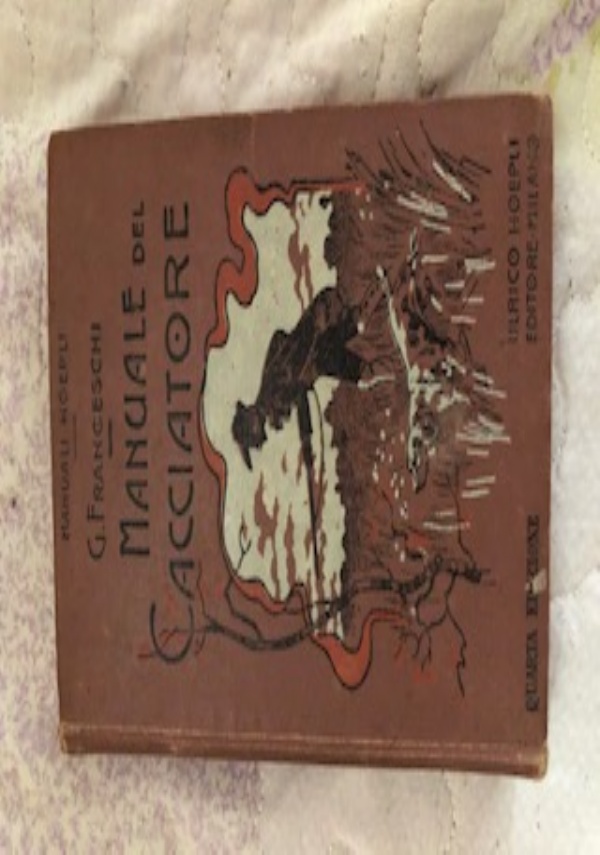 MANUALI HOEPLI
G. FRANCESCHI
MANUALE DEL
CACCIATORE
ULRICO HOEPLI
EDITORE-MILANO
QUARTA EDIZIONE